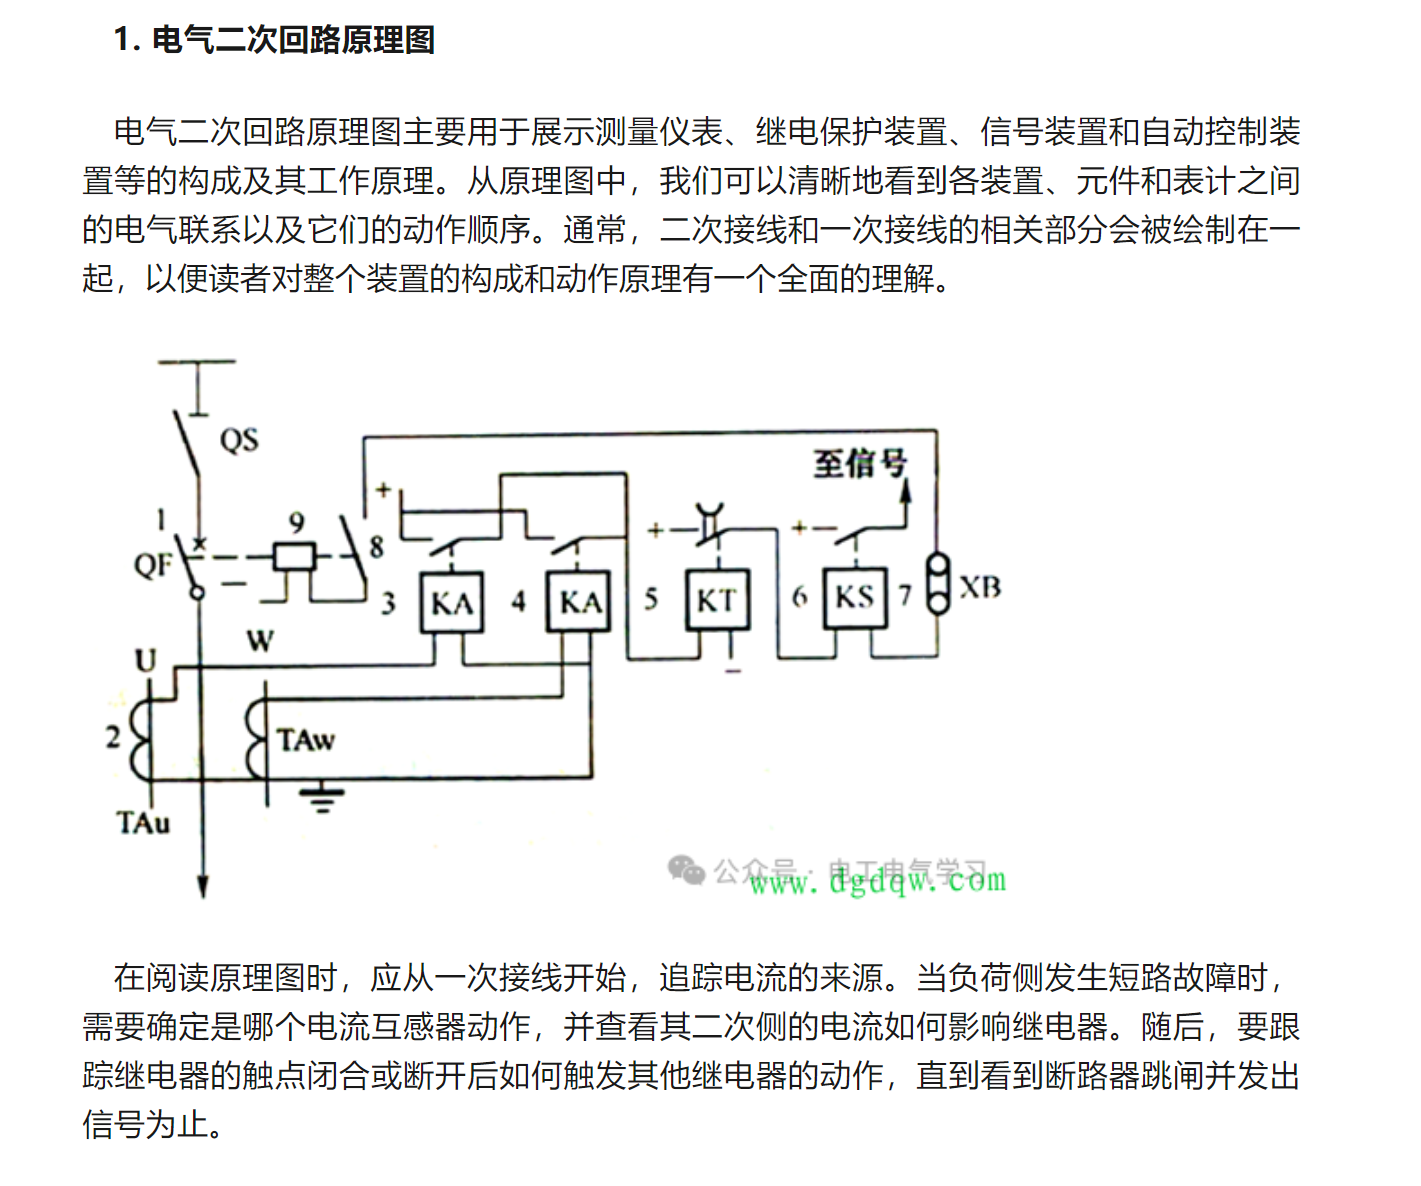 1. 电气二次回路原理图
电气二次回路原理图主要用于展示测量仪表、继电保护装置、信号装置和自动控制装
置等的构成及其工作原理。从原理图中，我们可以清晰地看到各装置、元件和表计之间
的电气联系以及它们的动作顺序。通常，二次接线和一次接线的相关部分会被绘制在一
起，以便读者对整个装置的构成和动作原理有一个全面的理解。
QS
至信号
+
1
9
+
+
QF
8
3
KA
4
KA
5
KT
6
KS
7
XB
W
U
2
TAw
TAu
公众号 · 电工电气学习
www.dgdqw.com
在阅读原理图时，应从一次接线开始，追踪电流的来源。当负荷侧发生短路故障时，
需要确定是哪个电流互感器动作，并查看其二次侧的电流如何影响继电器。随后，要跟
踪继电器的触点闭合或断开后如何触发其他继电器的动作，直到看到断路器跳闸并发出
信号为止。